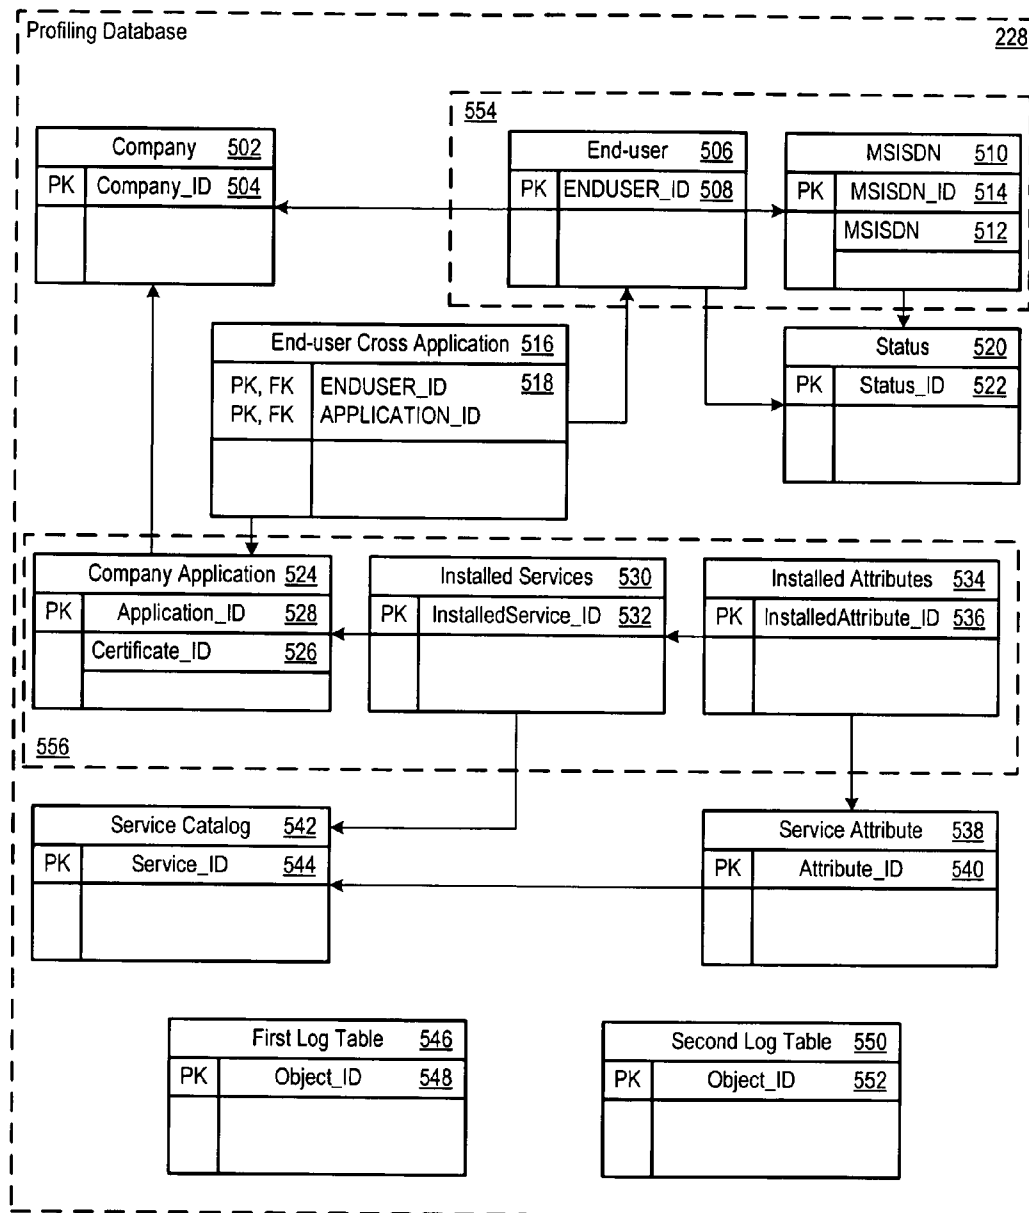 Profiling Database 228
554
Company 502
PK Company_ID 504
End-user 506
PK ENDUSER_ID 508
MSISDN 510
PK MSISDN_ID 514
MSISDN 512
End-user Cross Application 516
PK, FK ENDUSER_ID 518
PK, FK APPLICATION_ID
Status 520
PK Status_ID 522
Company Application 524
PK Application_ID 528
Certificate_ID 526
Installed Services 530
PK InstalledService_ID 532
Installed Attributes 534
PK InstalledAttribute_ID 536
556
Service Catalog 542
PK Service_ID 544
Service Attribute 538
PK Attribute_ID 540
First Log Table 546
PK Object_ID 548
Second Log Table 550
PK Object_ID 552